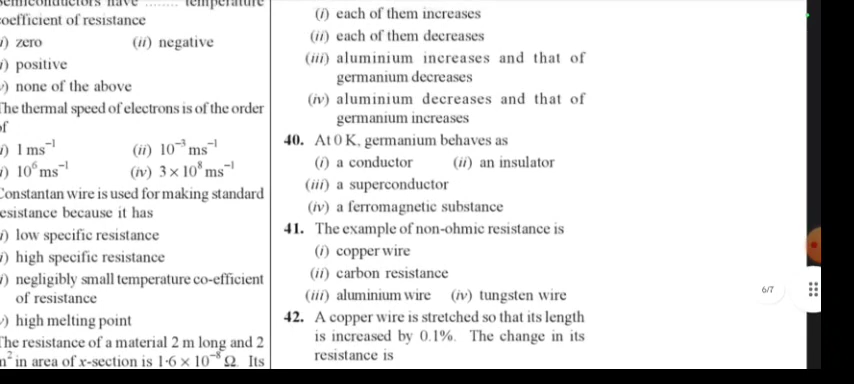 temperature
coefficient of resistance
) zero (ii) negative
) positive
) none of the above
The thermal speed of electrons is of the order
of
) 1 ms⁻¹ (ii) 10⁻³ ms⁻¹
) 10⁶ ms⁻¹ (iv) 3 × 10⁸ ms⁻¹
Constantan wire is used for making standard
resistance because it has
) low specific resistance
) high specific resistance
) negligibly small temperature co-efficient
of resistance
) high melting point
The resistance of a material 2 m long and 2
m² in area of x-section is 1·6 × 10⁻⁸ Ω. Its
(i) each of them increases
(ii) each of them decreases
(iii) aluminium increases and that of
germanium decreases
(iv) aluminium decreases and that of
germanium increases
40. At 0 K, germanium behaves as
(i) a conductor (ii) an insulator
(iii) a superconductor
(iv) a ferromagnetic substance
41. The example of non-ohmic resistance is
(i) copper wire
(ii) carbon resistance
(iii) aluminium wire (iv) tungsten wire
42. A copper wire is stretched so that its length
is increased by 0.1%. The change in its
resistance is
6/7